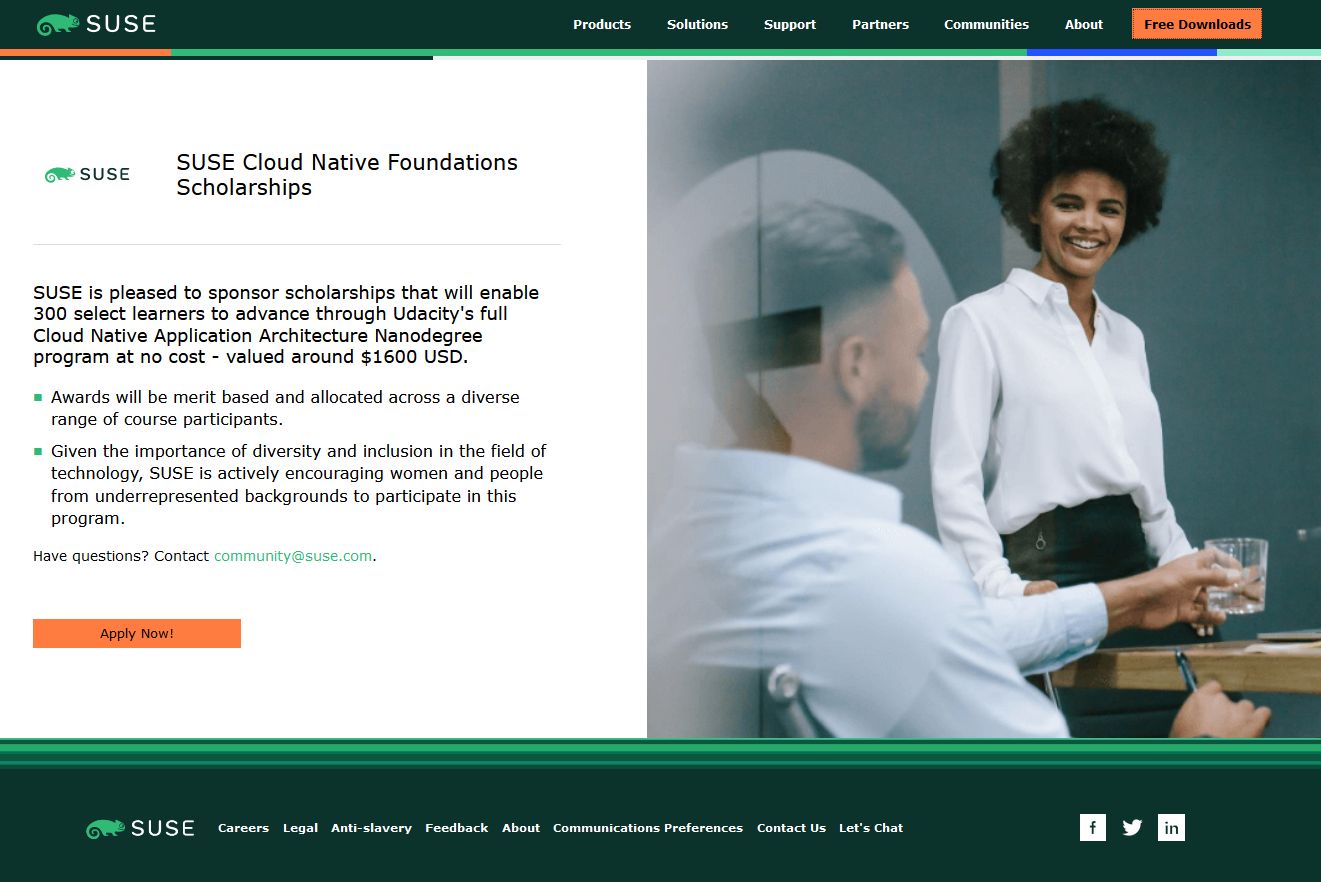 SUSE
Products Solutions Support Partners Communities About Free Downloads
SUSE
SUSE Cloud Native Foundations
Scholarships
SUSE is pleased to sponsor scholarships that will enable
300 select learners to advance through Udacity's full
Cloud Native Application Architecture Nanodegree
program at no cost - valued around $1600 USD.
Awards will be merit based and allocated across a diverse
range of course participants.
Given the importance of diversity and inclusion in the field of
technology, SUSE is actively encouraging women and people
from underrepresented backgrounds to participate in this
program.
Have questions? Contact community@suse.com.
Apply Now!
SUSE Careers Legal Anti-slavery Feedback About Communications Preferences Contact Us Let's Chat
f in